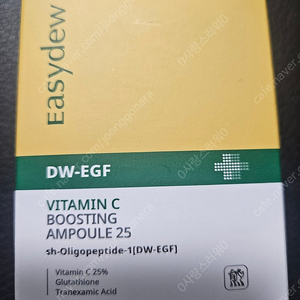 Easydew
DW-EGF
VITAMIN C
BOOSTING
AMPOULE 25
sh-Oligopeptide-1[DW-EGF]
Vitamin C 25%
Glutathione
Tranexamic Acid